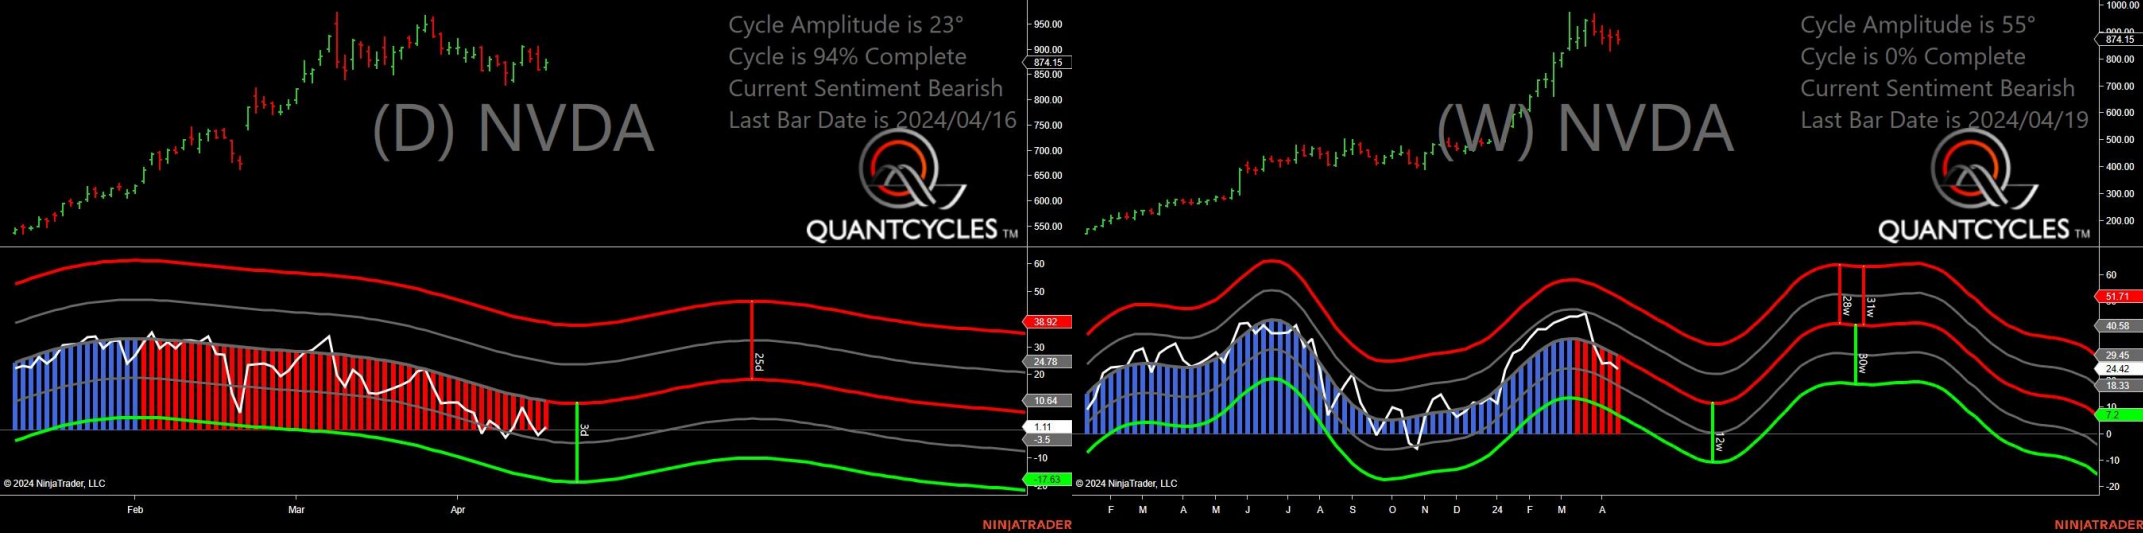 Cycle Amplitude is 23°
Cycle is 94% Complete
Current Sentiment Bearish
Last Bar Date is 2024/04/16
(D) NVDA
QUANTCYCLES TM
950.00
900.00
874.15
850.00
800.00
750.00
700.00
650.00
600.00
550.00
60
50
38.92
30
24.78
20
10.64
1.11
-3.5
-10
-17.63
25d
3d
© 2024 NinjaTrader, LLC
Feb Mar Apr
NINJATRADER
Cycle Amplitude is 55°
Cycle is 0% Complete
Current Sentiment Bearish
Last Bar Date is 2024/04/19
(W) NVDA
QUANTCYCLES TM
1000.00
874.15
800.00
700.00
600.00
500.00
400.00
300.00
200.00
60
51.71
40.58
29.45
24.42
18.33
10
7.2
0
-10
-20
28w
31w
30w
12w
© 2024 NinjaTrader, LLC
F M A M J J A S O N D 24 F M A
NINJATRADER